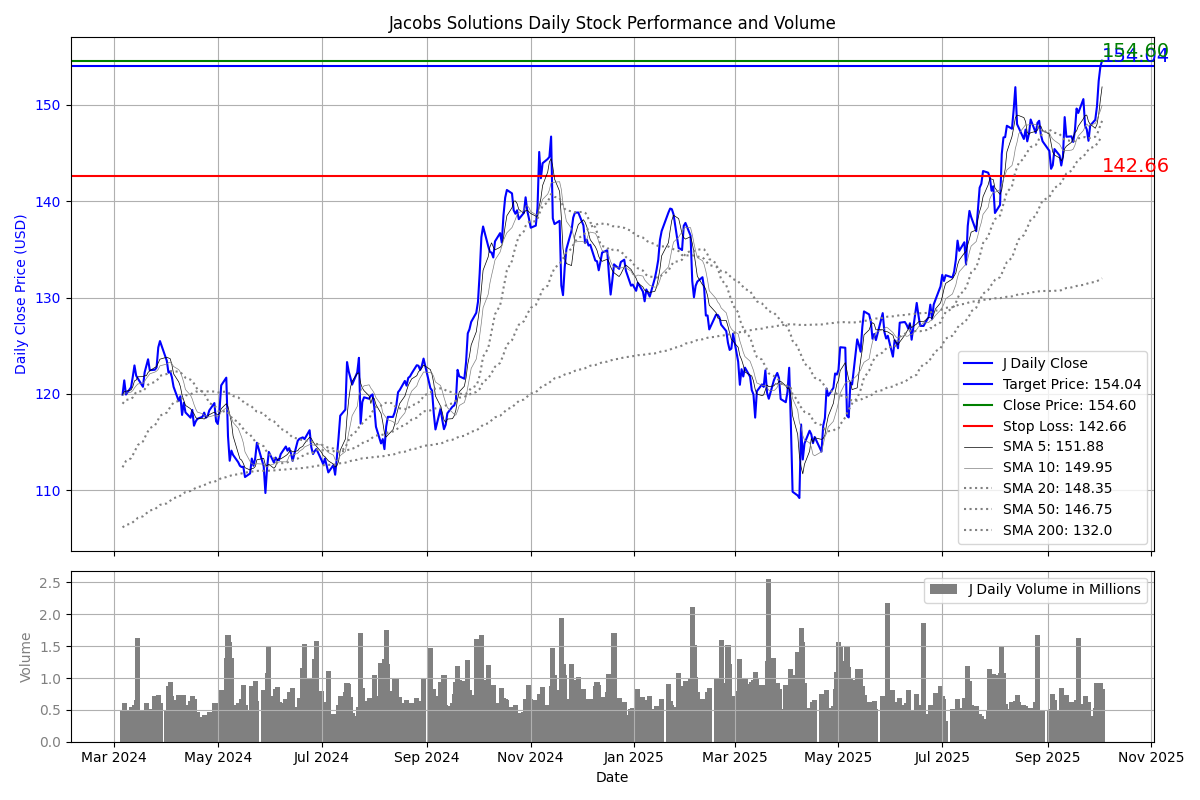 Jacobs Solutions Daily Stock Performance and Volume
154.60
154.04
142.66
150
140
130
120
110
Daily Close Price (USD)
J Daily Close
Target Price: 154.04
Close Price: 154.60
Stop Loss: 142.66
SMA 5: 151.88
SMA 10: 149.95
SMA 20: 148.35
SMA 50: 146.75
SMA 200: 132.0
2.5
2.0
1.5
1.0
0.5
0.0
Volume
J Daily Volume in Millions
Mar 2024 May 2024 Jul 2024 Sep 2024 Nov 2024 Jan 2025 Mar 2025 May 2025 Jul 2025 Sep 2025 Nov 2025
Date